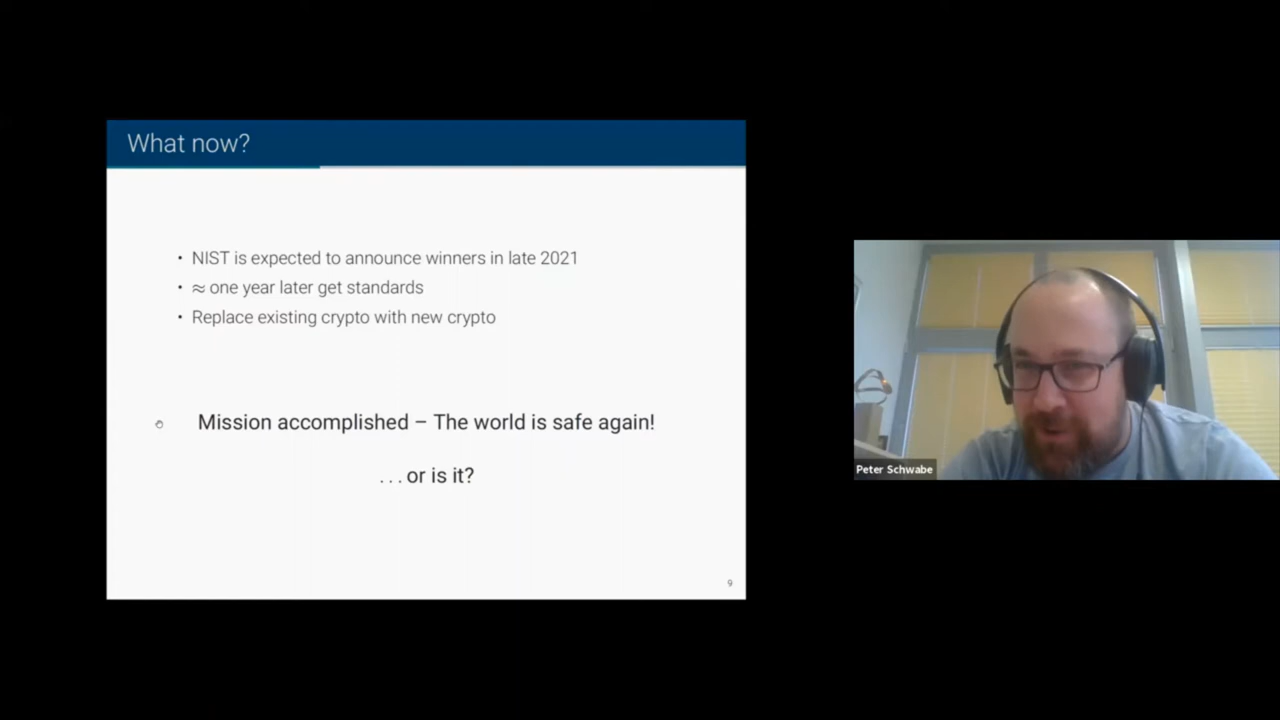 What now?
• NIST is expected to announce winners in late 2021
• ≈ one year later get standards
• Replace existing crypto with new crypto
Mission accomplished – The world is safe again!
. . . or is it?
9
Peter Schwabe